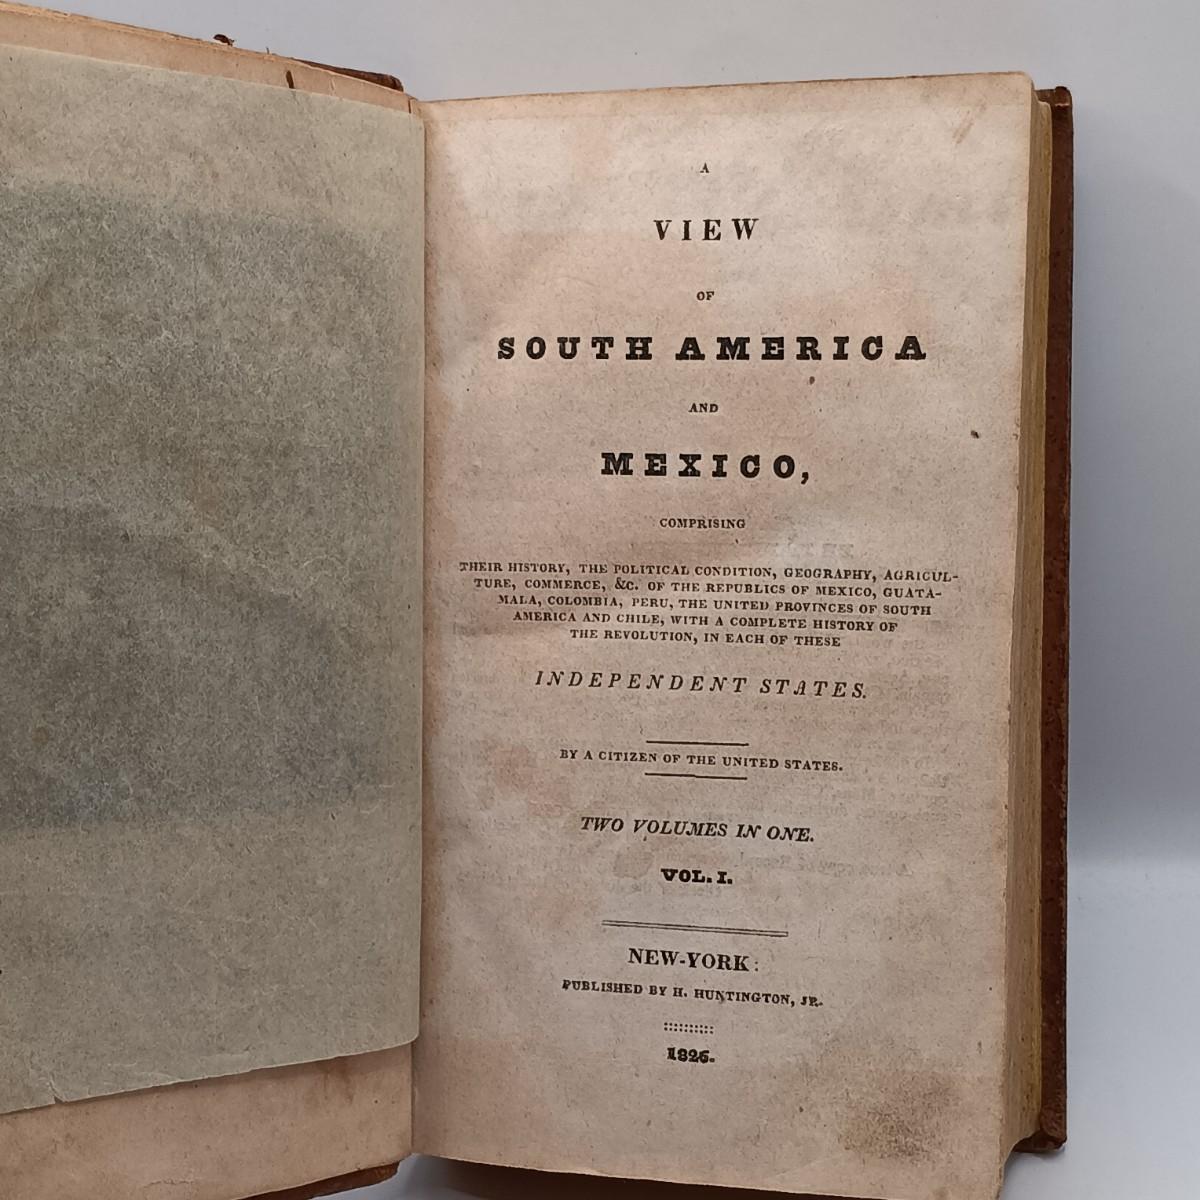 A
VIEW
OF
SOUTH AMERICA
AND
MEXICO,
COMPRISING
THEIR HISTORY, THE POLITICAL CONDITION, GEOGRAPHY, AGRICUL-
TURE, COMMERCE, &C. OF THE REPUBLICS OF MEXICO, GUATA-
MALA, COLOMBIA, PERU, THE UNITED PROVINCES OF SOUTH
AMERICA AND CHILE, WITH A COMPLETE HISTORY OF
THE REVOLUTION, IN EACH OF THESE
INDEPENDENT STATES.
BY A CITIZEN OF THE UNITED STATES.
TWO VOLUMES IN ONE.
VOL. I.
NEW-YORK:
PUBLISHED BY H. HUNTINGTON, JR.
1826.